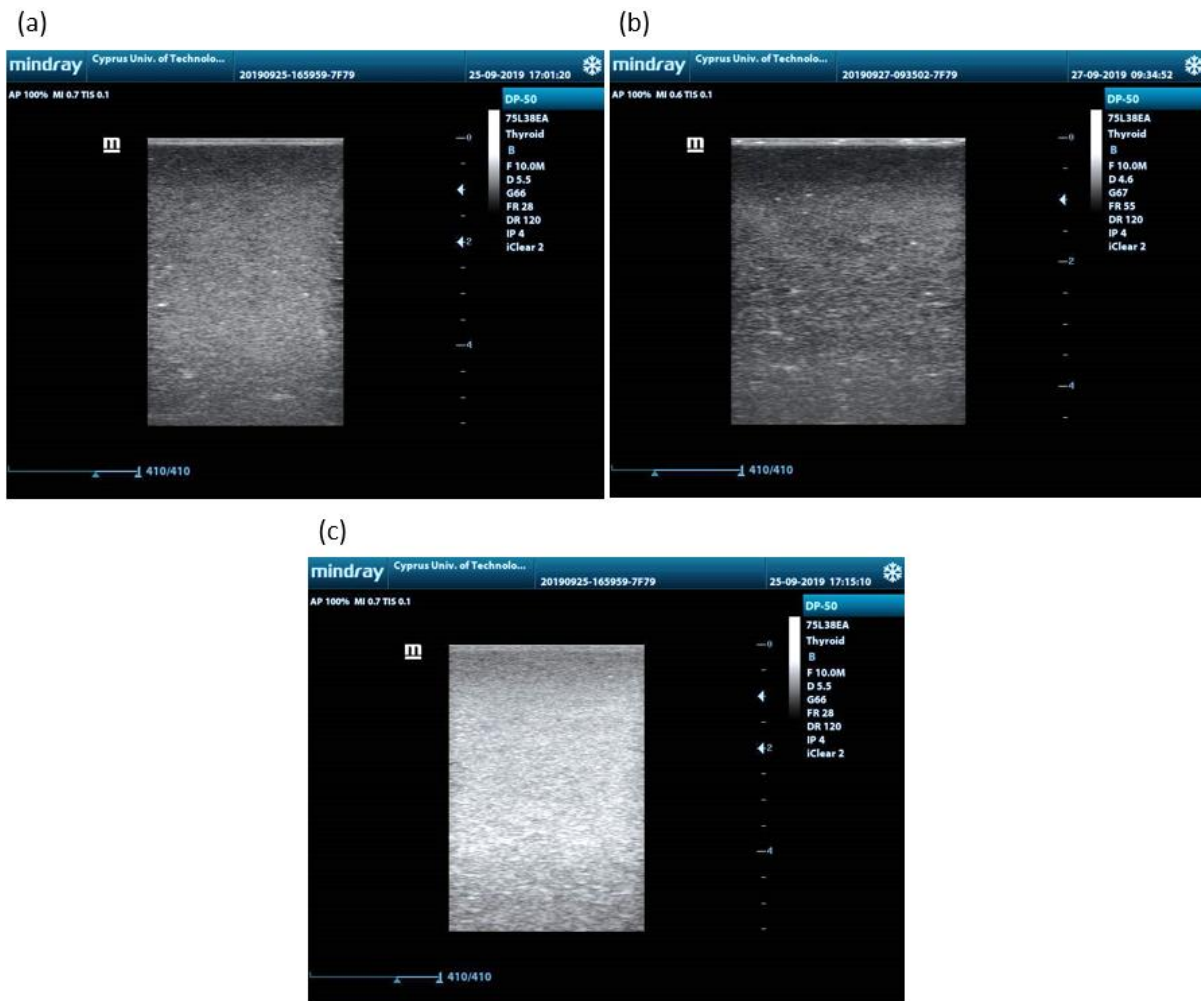 (a)
mindray Cyprus Univ. of Technolo...
20190925-165959-7F79 25-09-2019 17:01:20
AP 100% MI 0.7 TIS 0.1
DP-50
75L38EA
Thyroid
B
F 10.0M
D 5.5
G66
FR 28
DR 120
IP 4
iClear 2
m
0
2
4
410/410
(b)
mindray Cyprus Univ. of Technolo...
20190927-093502-7F79 27-09-2019 09:34:52
AP 100% MI 0.6 TIS 0.1
DP-50
75L38EA
Thyroid
B
F 10.0M
D 4.6
G67
FR 55
DR 120
IP 4
iClear 2
m
0
2
4
410/410
(c)
mindray Cyprus Univ. of Technolo...
20190925-165959-7F79 25-09-2019 17:15:10
AP 100% MI 0.7 TIS 0.1
DP-50
75L38EA
Thyroid
B
F 10.0M
D 5.5
G66
FR 28
DR 120
IP 4
iClear 2
m
0
2
4
410/410